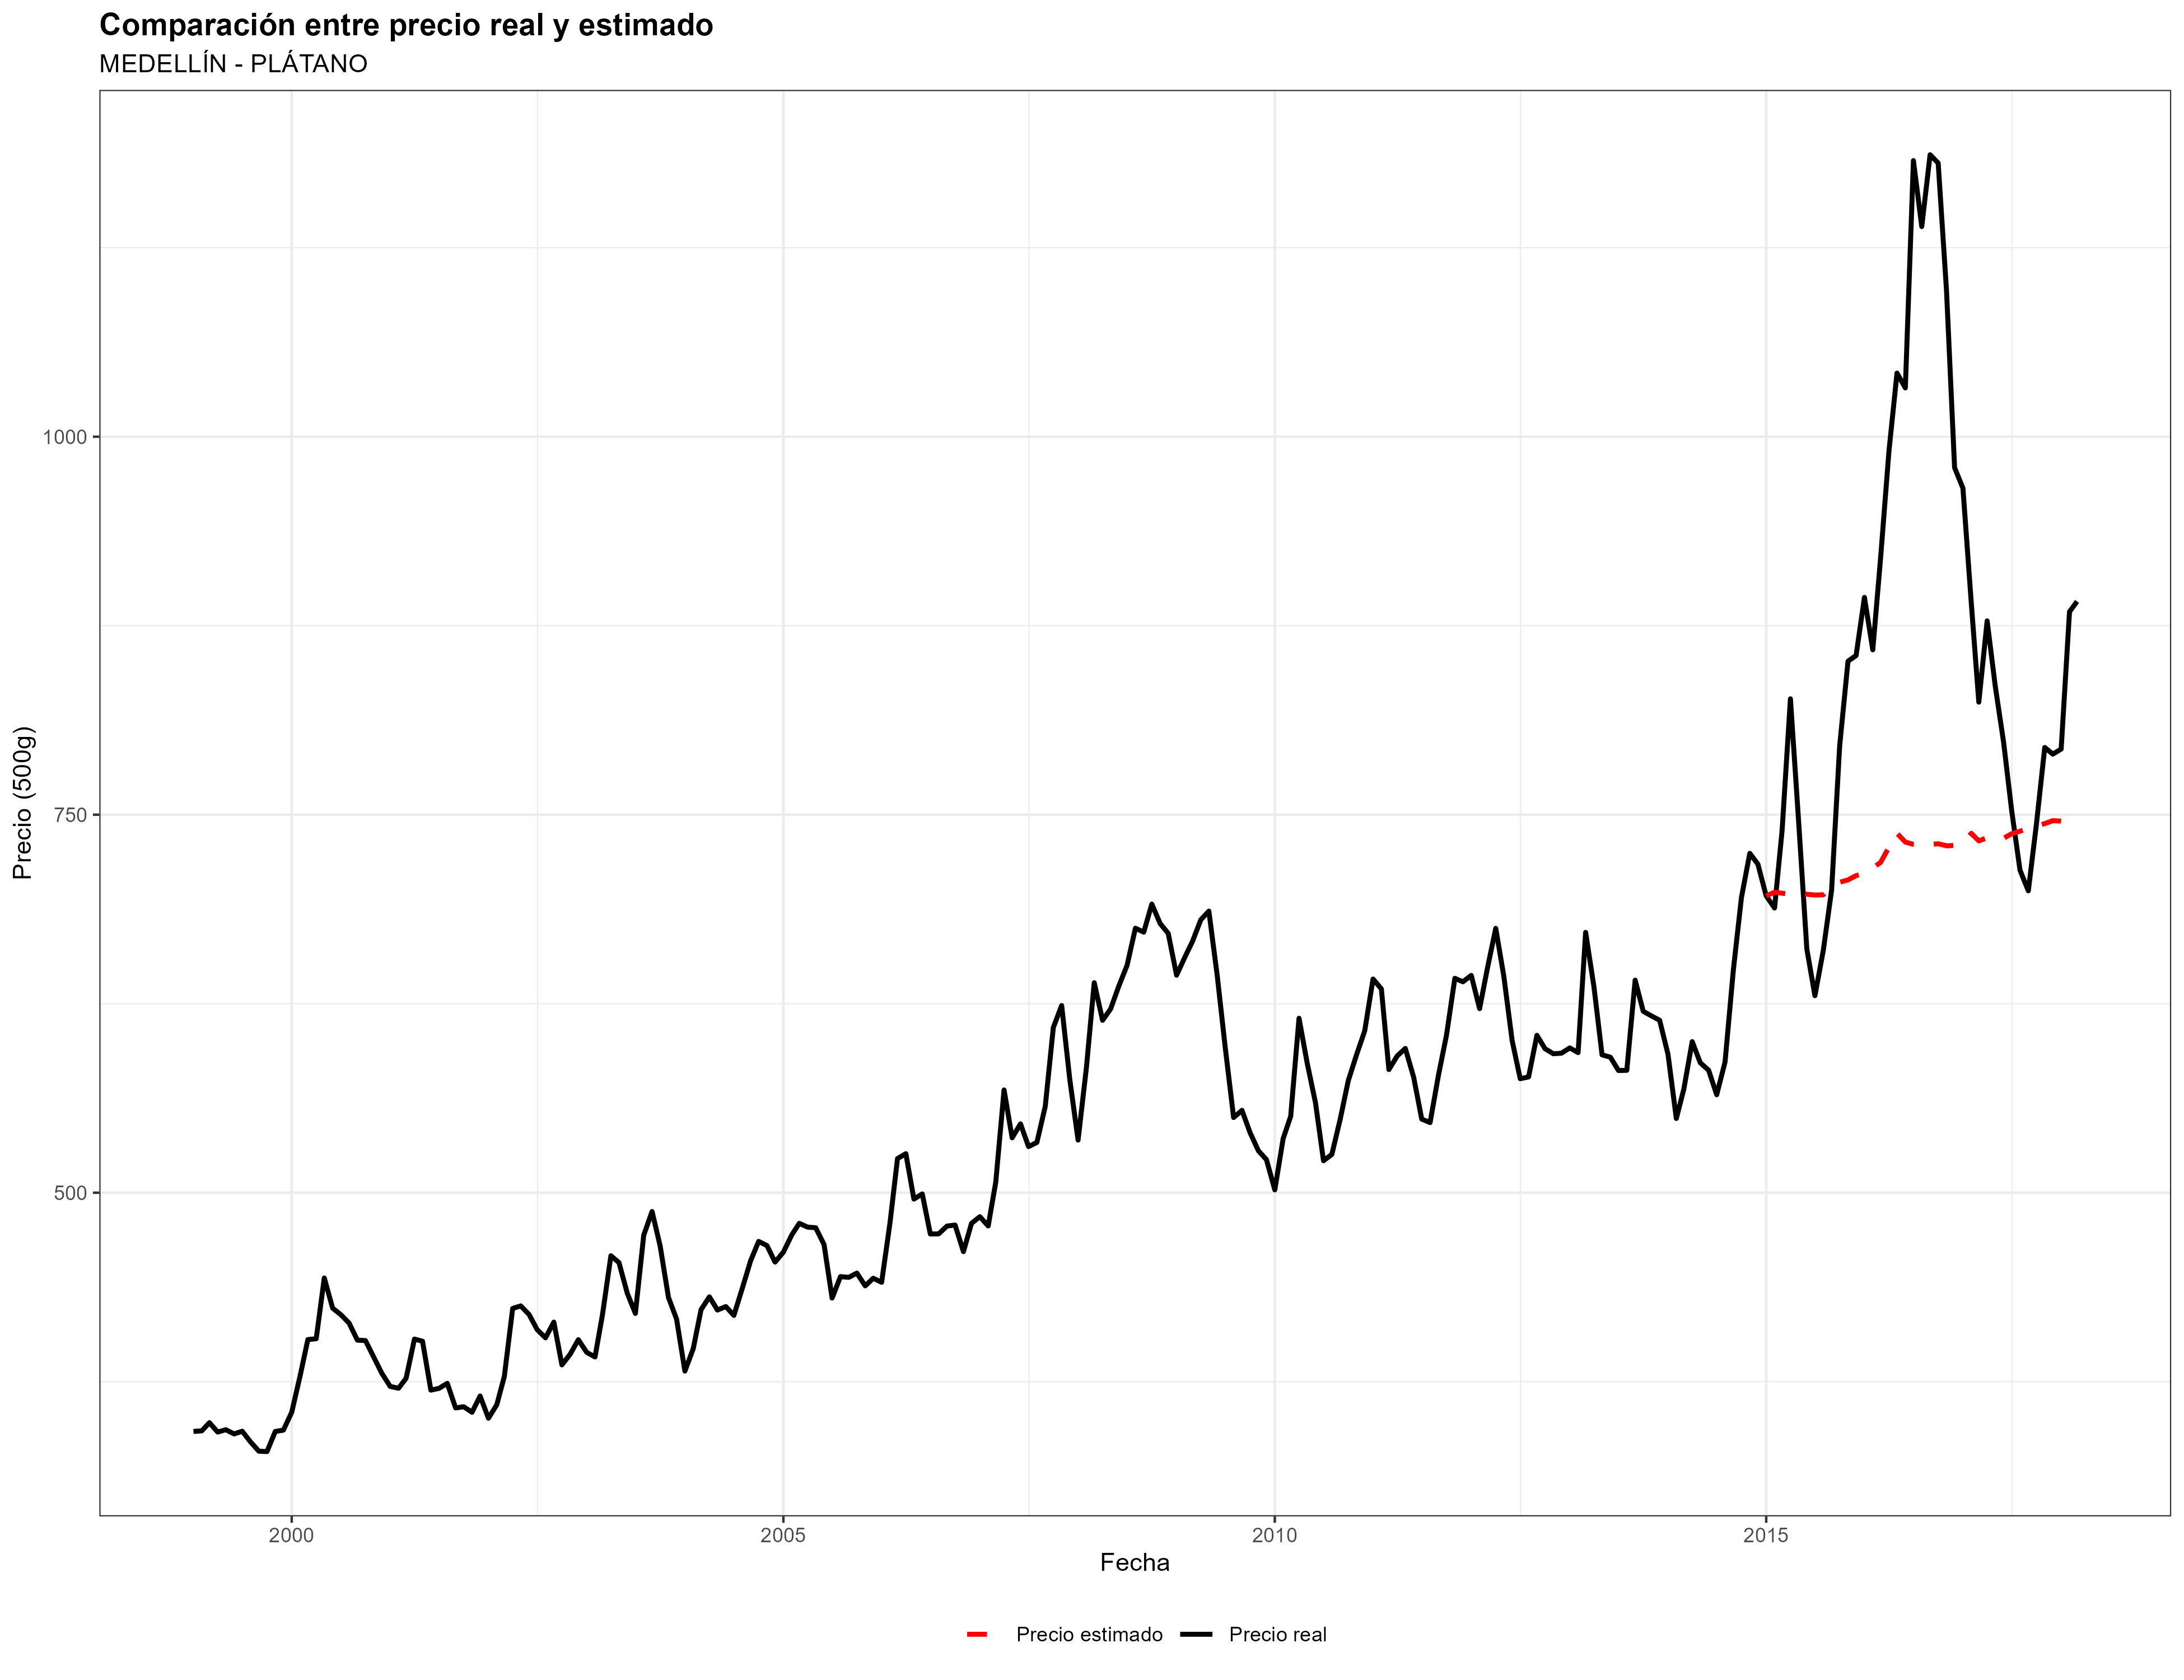 Comparación entre precio real y estimado
MEDELLÍN - PLÁTANO
Precio (500g)
1000
750
500
2000 2005 2010 2015
Fecha
Precio estimado Precio real